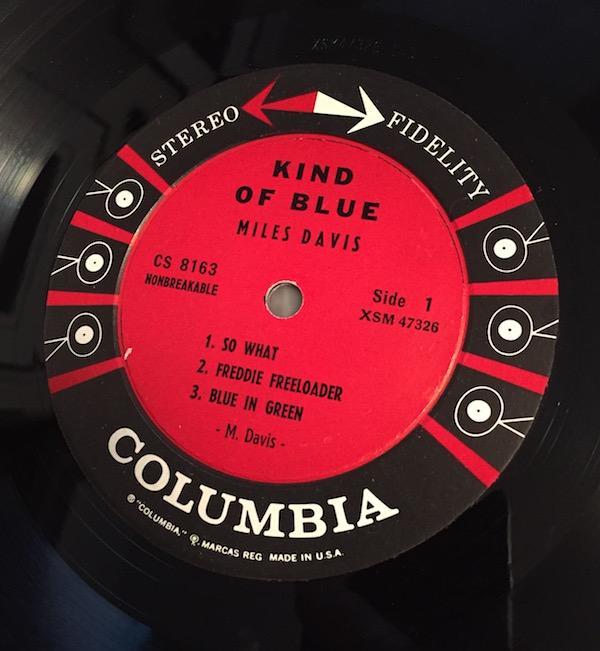 STEREO FIDELITY
KIND
OF BLUE
MILES DAVIS
CS 8163
NONBREAKABLE
Side 1
XSM 47326
1. SO WHAT
2. FREDDIE FREELOADER
3. BLUE IN GREEN
- M. Davis -
COLUMBIA
® "COLUMBIA," ®, MARCAS REG. MADE IN U.S.A.